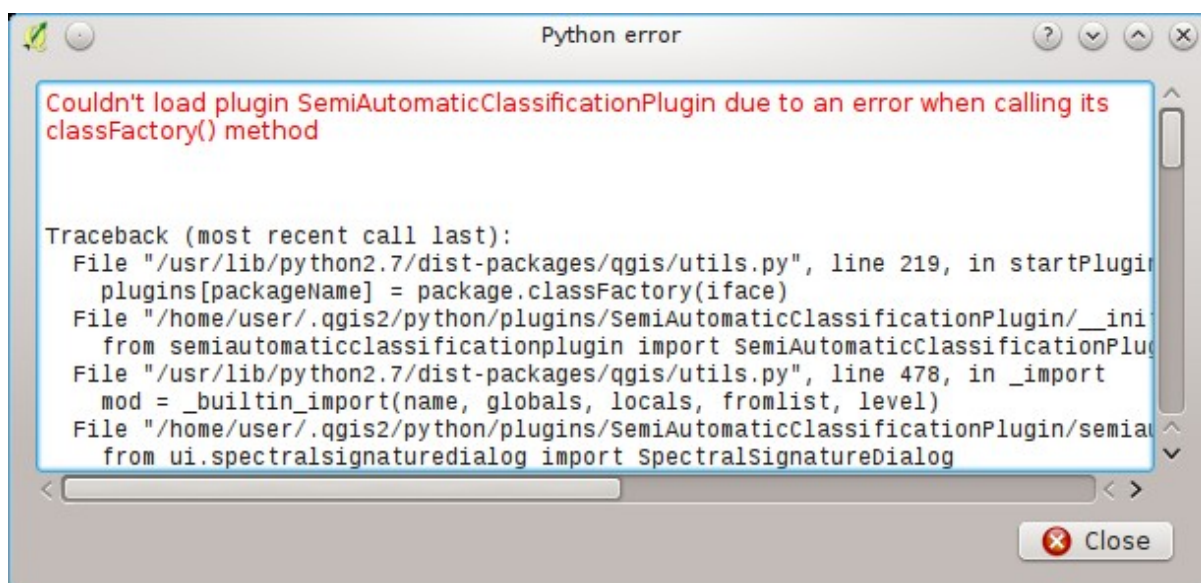 Python error
Couldn't load plugin SemiAutomaticClassificationPlugin due to an error when calling its
classFactory() method
Traceback (most recent call last):
File "/usr/lib/python2.7/dist-packages/qgis/utils.py", line 219, in startPlugin
plugins[packageName] = package.classFactory(iface)
File "/home/user/.qgis2/python/plugins/SemiAutomaticClassificationPlugin/__init
from semiautomaticclassificationplugin import SemiAutomaticClassificationPlug
File "/usr/lib/python2.7/dist-packages/qgis/utils.py", line 478, in _import
mod = _builtin_import(name, globals, locals, fromlist, level)
File "/home/user/.qgis2/python/plugins/SemiAutomaticClassificationPlugin/semiau
from ui.spectralsignaturedialog import SpectralSignatureDialog
Close